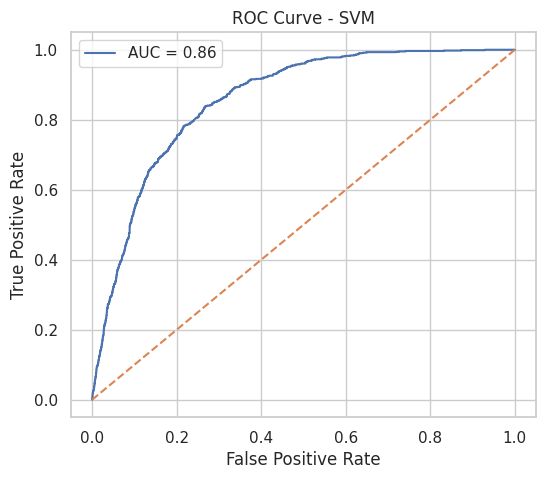 ROC Curve - SVM
AUC = 0.86
True Positive Rate
1.0
0.8
0.6
0.4
0.2
0.0
0.0 0.2 0.4 0.6 0.8 1.0
False Positive Rate